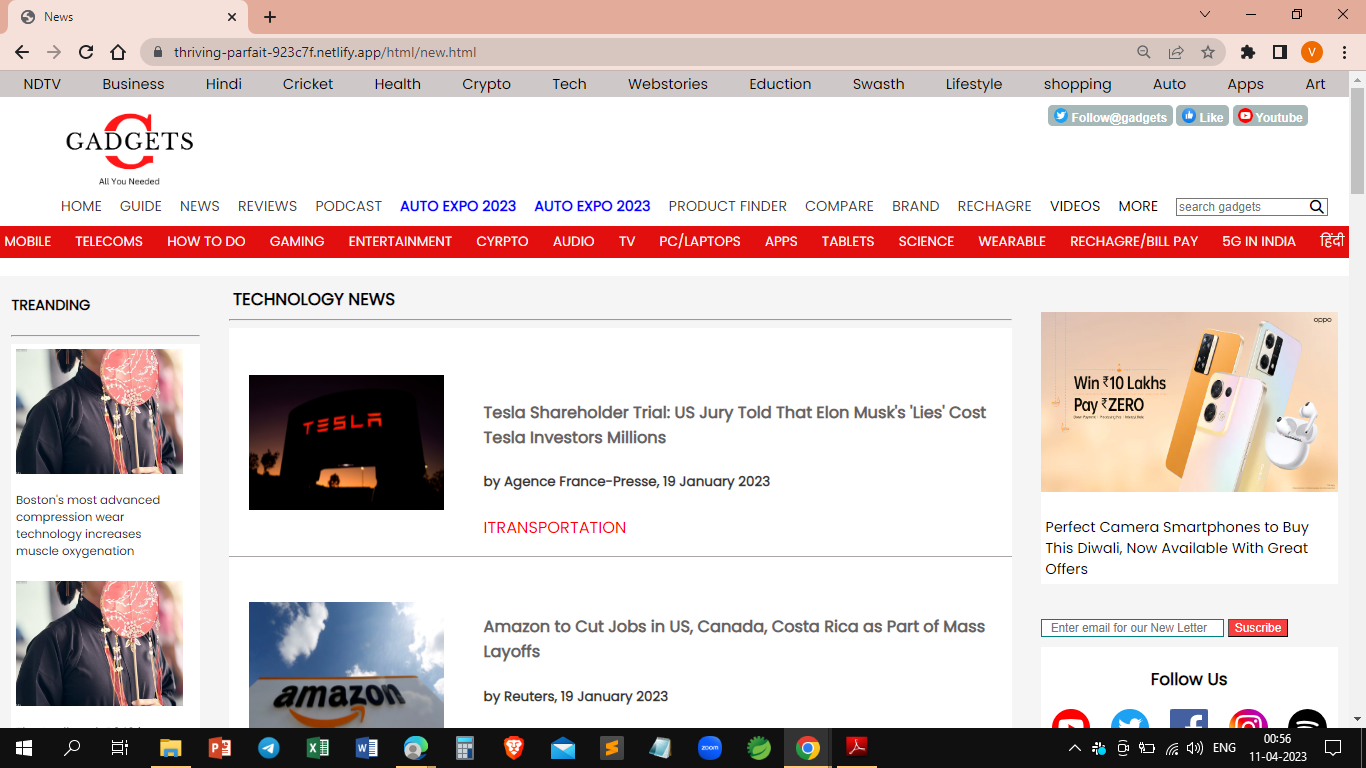 News
thriving-parfait-923c7f.netlify.app/html/new.html
V
NDTV Business Hindi Cricket Health Crypto Tech Webstories Eduction Swasth Lifestyle shopping Auto Apps Art
G
GADGETS
All You Needed
Follow@gadgets Like Youtube
HOME GUIDE NEWS REVIEWS PODCAST AUTO EXPO 2023 AUTO EXPO 2023 PRODUCT FINDER COMPARE BRAND RECHAGRE VIDEOS MORE search gadgets
MOBILE TELECOMS HOW TO DO GAMING ENTERTAINMENT CYRPTO AUDIO TV PC/LAPTOPS APPS TABLETS SCIENCE WEARABLE RECHAGRE/BILL PAY 5G IN INDIA हिंदी
TREANDING
Boston's most advanced
compression wear
technology increases
muscle oxygenation
TECHNOLOGY NEWS
TESLA
Tesla Shareholder Trial: US Jury Told That Elon Musk's 'Lies' Cost
Tesla Investors Millions
by Agence France-Presse, 19 January 2023
ITRANSPORTATION
amazon
Amazon to Cut Jobs in US, Canada, Costa Rica as Part of Mass
Layoffs
by Reuters, 19 January 2023
oppo
Win ₹10 Lakhs
Pay ₹ZERO
Perfect Camera Smartphones to Buy
This Diwali, Now Available With Great
Offers
Enter email for our New Letter Suscribe
Follow Us
zoom
ENG
00:56
11-04-2023